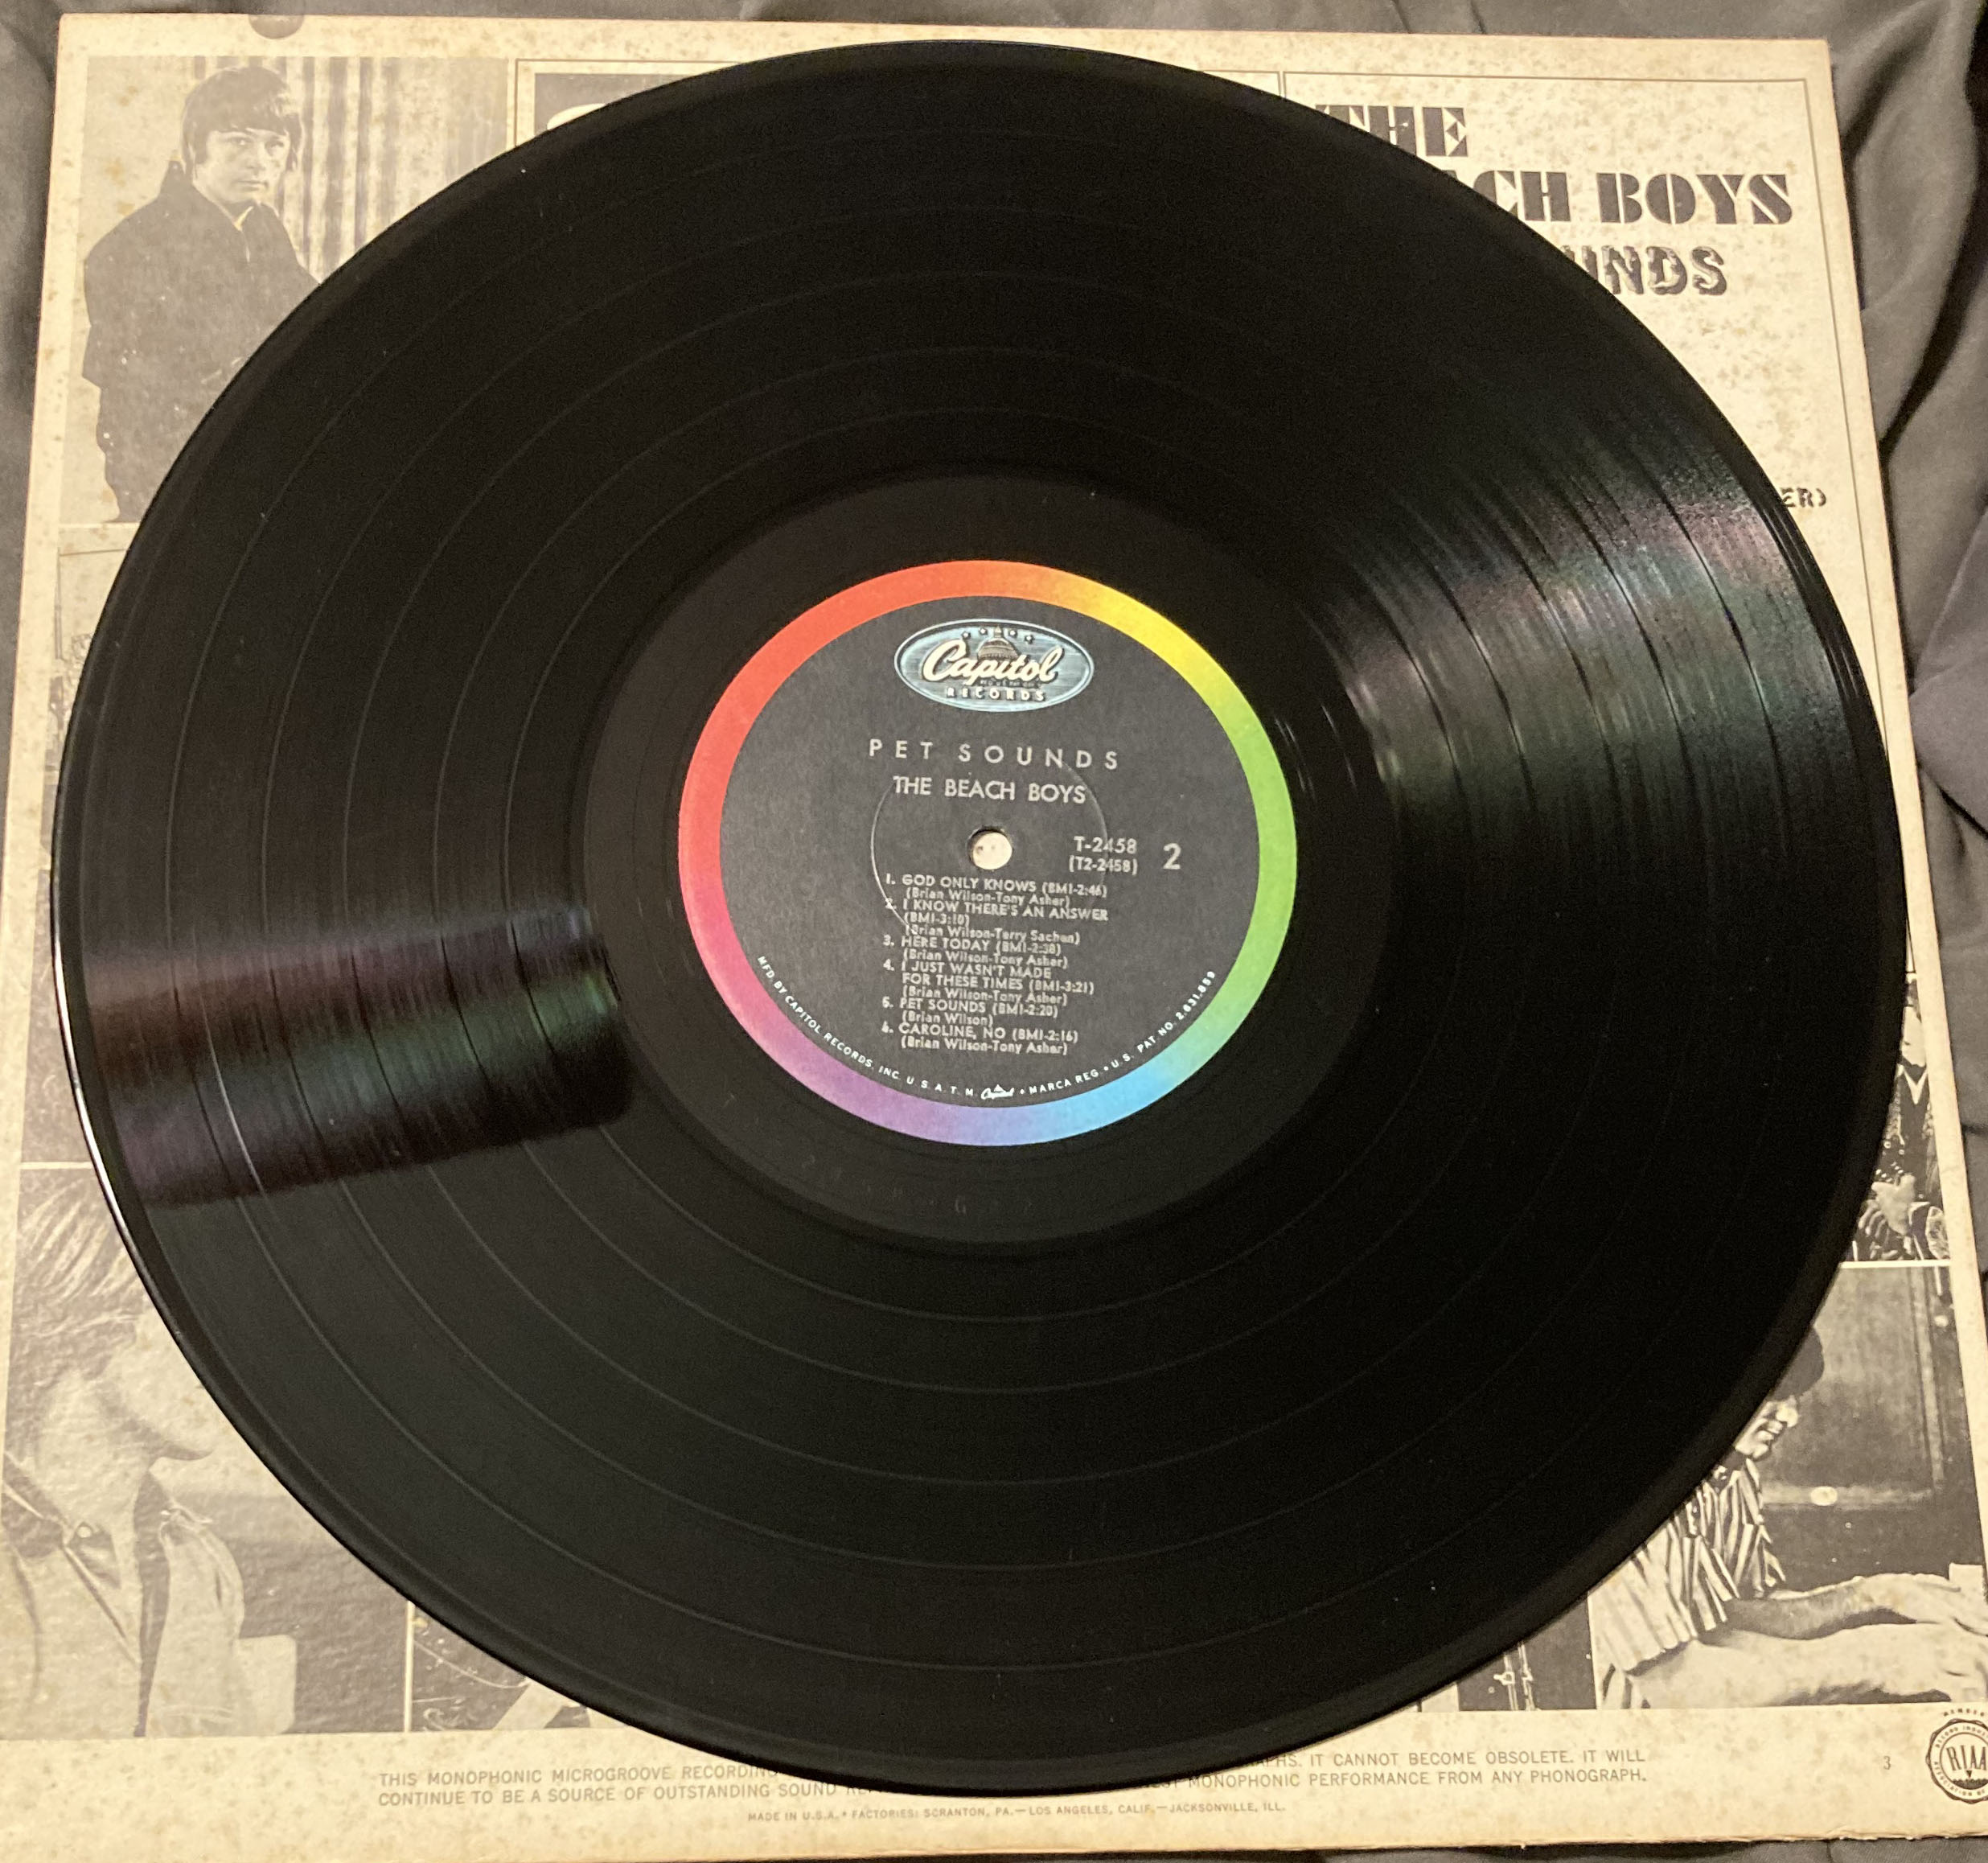 THE
CH BOYS
UNDS
ER)
Capitol
RECORDS
PET SOUNDS
THE BEACH BOYS
T-2458
(T2-2458)
2
1. GOD ONLY KNOWS (BMI-2:46)
(Brian Wilson-Tony Asher)
2. I KNOW THERE'S AN ANSWER
(BMI-3:10)
(Brian Wilson-Terry Sachen)
3. HERE TODAY (BMI-2:38)
(Brian Wilson-Tony Asher)
4. I JUST WASN'T MADE
FOR THESE TIMES (BMI-3:21)
(Brian Wilson-Tony Asher)
5. PET SOUNDS (BMI-2:20)
(Brian Wilson)
6. CAROLINE, NO (BMI-2:16)
(Brian Wilson-Tony Asher)
MFD. BY CAPITOL RECORDS, INC. U.S.A. T.M. Capitol • MARCA REG. • U.S. PAT. NO. 2,631,859
THIS MONOPHONIC MICROGROOVE RECORDING PHS. IT CANNOT BECOME OBSOLETE. IT WILL
CONTINUE TO BE A SOURCE OF OUTSTANDING SOUND MONOPHONIC PERFORMANCE FROM ANY PHONOGRAPH.
MADE IN U.S.A. • FACTORIES: SCRANTON, PA.—LOS ANGELES, CALIF.—JACKSONVILLE, ILL.
3
RIAA